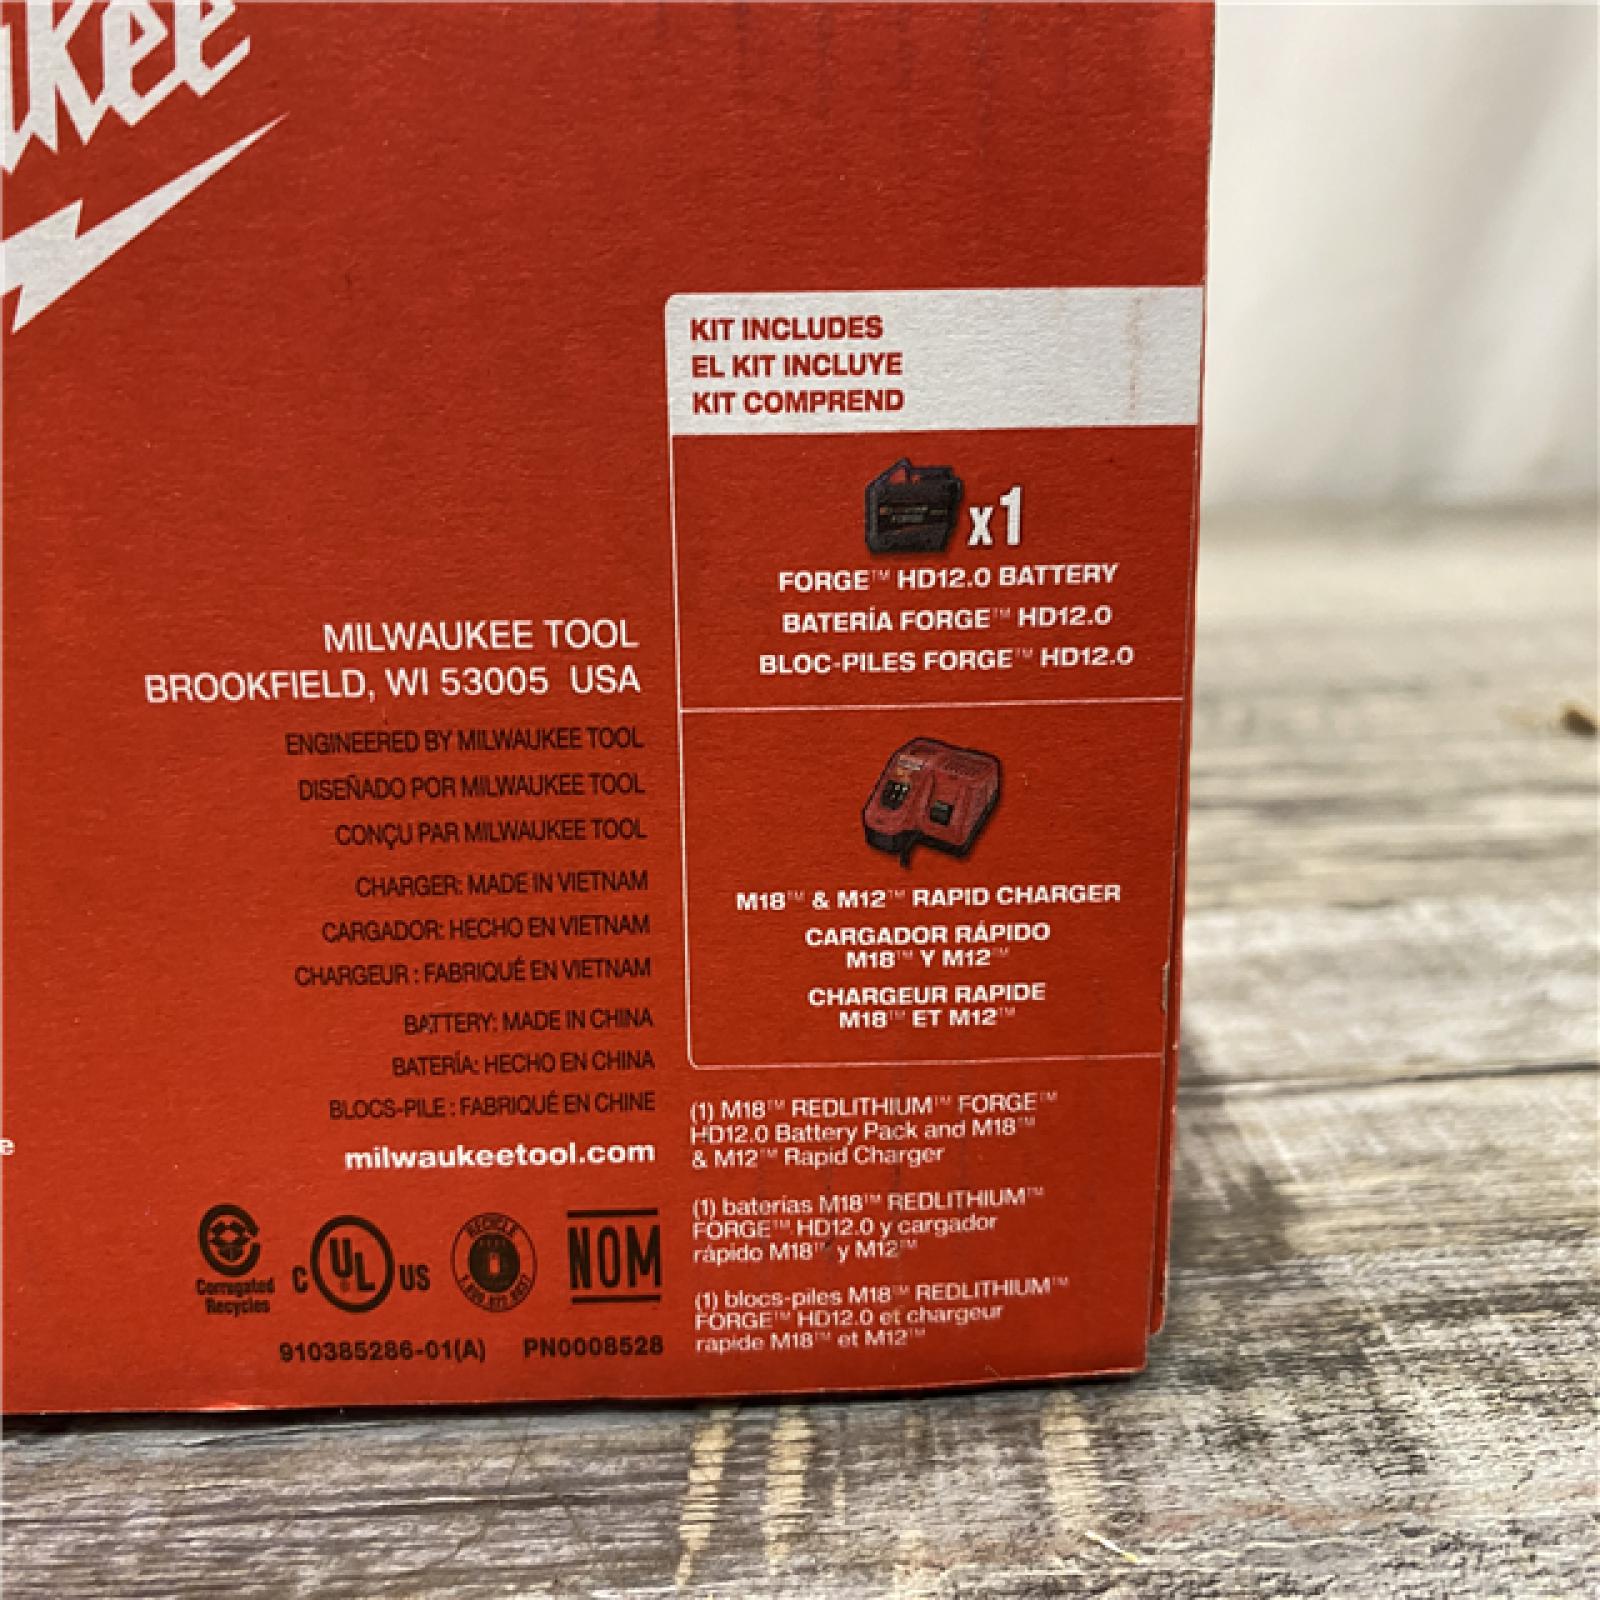 KIT INCLUDES
EL KIT INCLUYE
KIT COMPREND
x1
FORGE™ HD12.0 BATTERY
BATERÍA FORGE™ HD12.0
BLOC-PILES FORGE™ HD12.0
M18™ & M12™ RAPID CHARGER
CARGADOR RÁPIDO
M18™ Y M12™
CHARGEUR RAPIDE
M18™ ET M12™
(1) M18™ REDLITHIUM™ FORGE™
HD12.0 Battery Pack and M18™
& M12™ Rapid Charger
(1) baterías M18™ REDLITHIUM™
FORGE™ HD12.0 y cargador
rápido M18™ y M12™
(1) blocs-piles M18™ REDLITHIUM™
FORGE™ HD12.0 et chargeur
rapide M18™ et M12™
MILWAUKEE TOOL
BROOKFIELD, WI 53005 USA
ENGINEERED BY MILWAUKEE TOOL
DISEÑADO POR MILWAUKEE TOOL
CONÇU PAR MILWAUKEE TOOL
CHARGER: MADE IN VIETNAM
CARGADOR: HECHO EN VIETNAM
CHARGEUR : FABRIQUÉ EN VIETNAM
BATTERY: MADE IN CHINA
BATERÍA: HECHO EN CHINA
BLOCS-PILE : FABRIQUÉ EN CHINE
milwaukeetool.com
Corrugated
Recycles
C UL US
RECYCLE
NOM
910385286-01(A) PN0008528